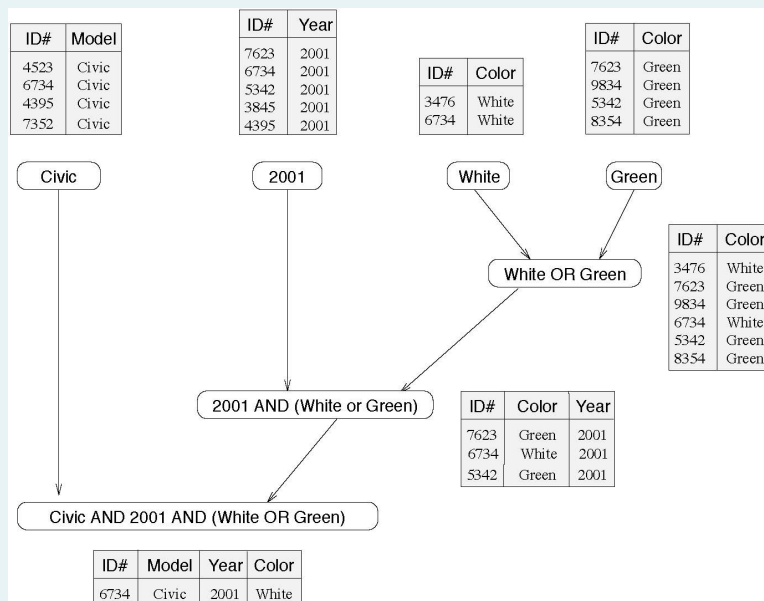 ID# Model
4523 Civic
6734 Civic
4395 Civic
7352 Civic
ID# Year
7623 2001
6734 2001
5342 2001
3845 2001
4395 2001
ID# Color
3476 White
6734 White
ID# Color
7623 Green
9834 Green
5342 Green
8354 Green
Civic
2001
White
Green
White OR Green
ID# Color
3476 White
7623 Green
9834 Green
6734 White
5342 Green
8354 Green
2001 AND (White or Green)
ID# Color Year
7623 Green 2001
6734 White 2001
5342 Green 2001
Civic AND 2001 AND (White OR Green)
ID# Model Year Color
6734 Civic 2001 White